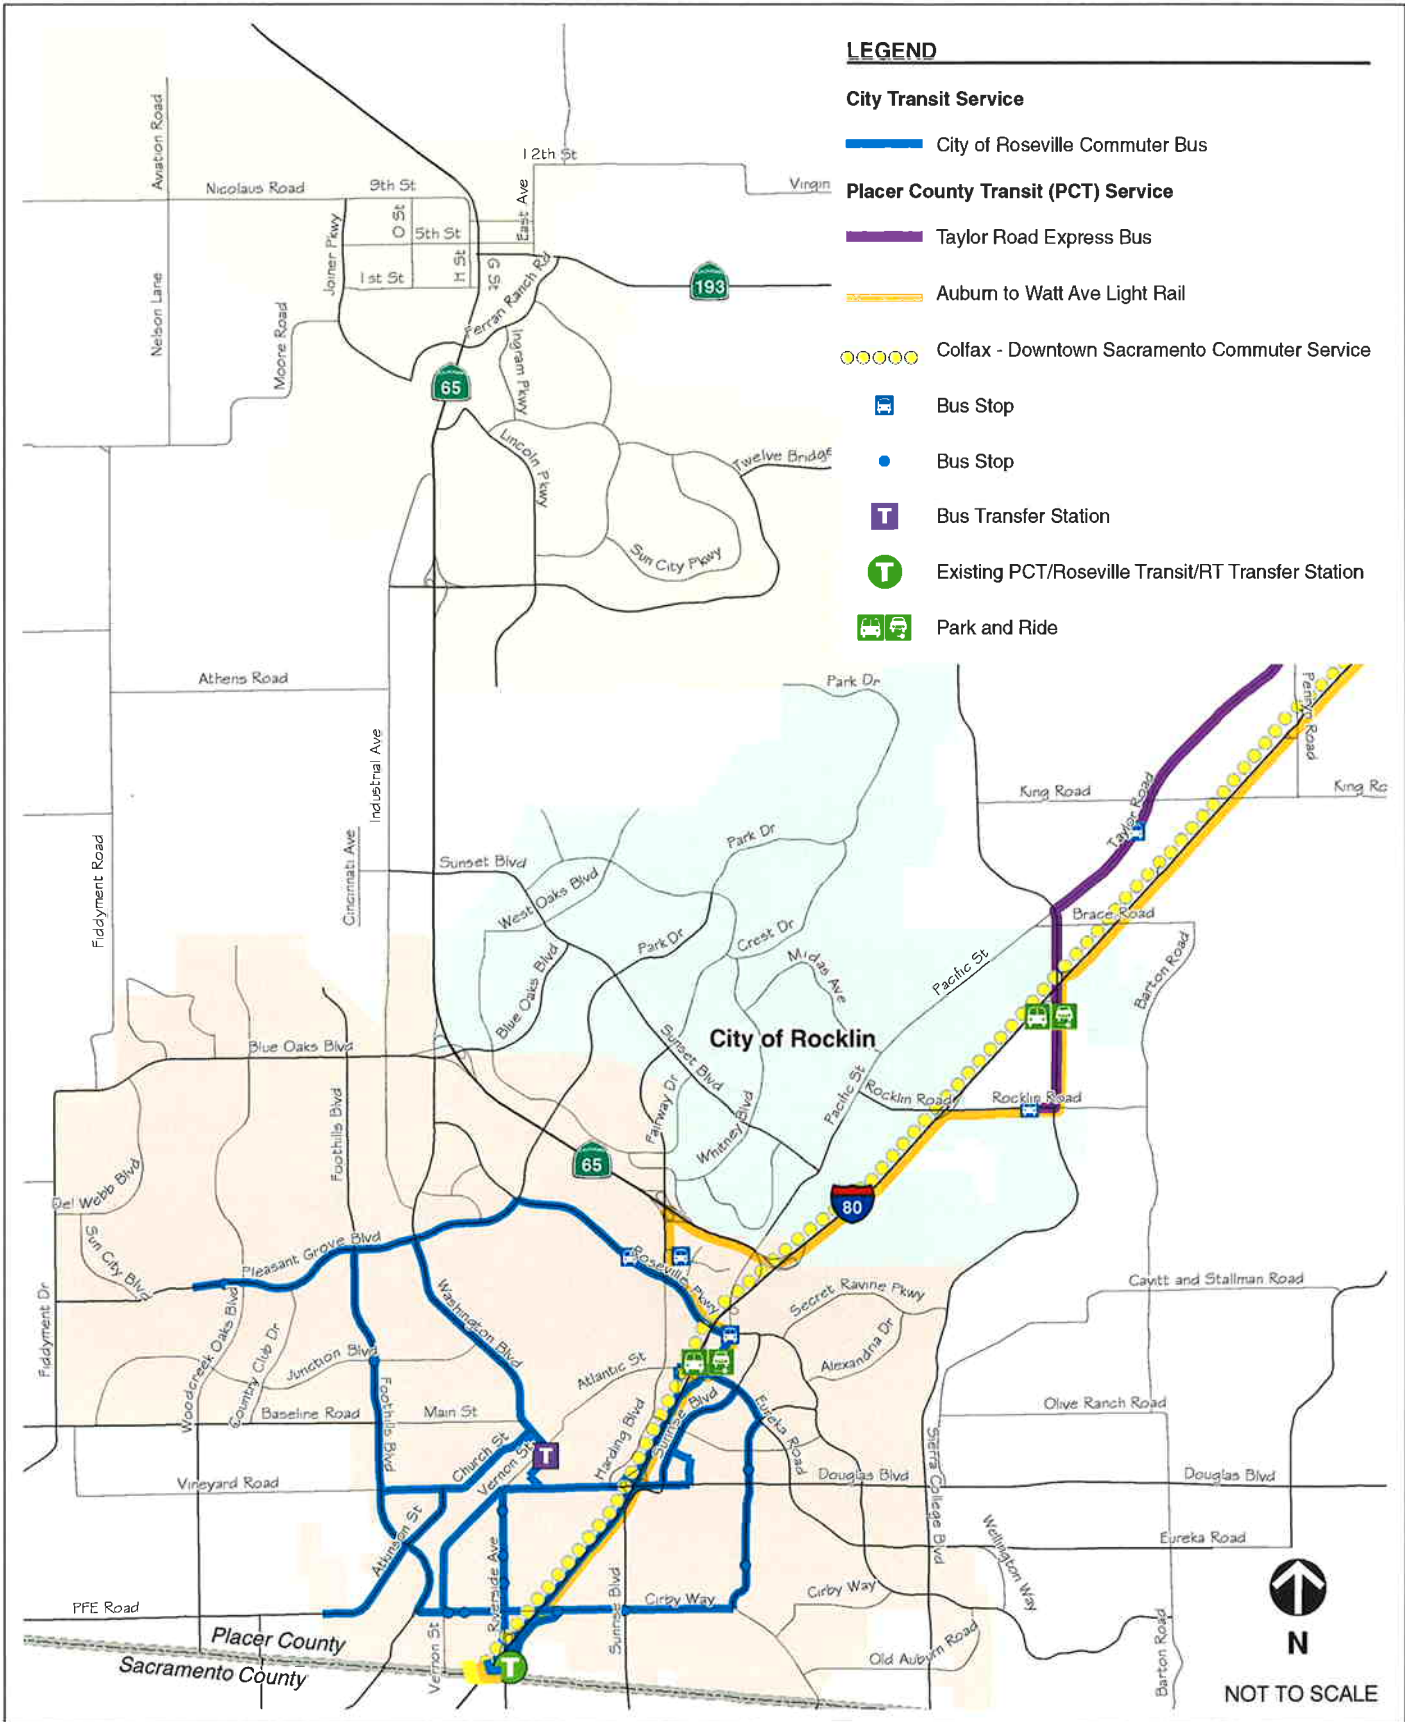 LEGEND
City Transit Service
City of Roseville Commuter Bus
Placer County Transit (PCT) Service
Taylor Road Express Bus
Auburn to Watt Ave Light Rail
Colfax - Downtown Sacramento Commuter Service
Bus Stop
Bus Stop
T
Bus Transfer Station
T
Existing PCT/Roseville Transit/RT Transfer Station
Park and Ride
Aviation Road
12th St
Nicolaus Road
9th St
Virgin
East Ave
O St
5th St
Joiner Pkwy
H St
G St
1st St
193
Ferran Ranch Rd
Nelson Lane
Moore Road
Ingram Pkwy
65
Lincoln Pkwy
Twelve Bridge
Sun City Pkwy
Athens Road
Park Dr
Penryn Road
Industrial Ave
King Road
King Rd
Taylor Road
Cincinnati Ave
Fiddyment Road
Park Dr
Sunset Blvd
West Oaks Blvd
Brace Road
Crest Dr
Park Dr
Barton Road
Blue Oaks Blvd
Midas Ave
Pacific St
City of Rocklin
Blue Oaks Blvd
Sunset Blvd
Pacific St
Rocklin Road
Rocklin Road
Foothills Blvd
Fairway Dr
Whitney Blvd
65
80
Del Webb Blvd
Sun City Blvd
Pleasant Grove Blvd
Roseville Pkwy
Cavitt and Stallman Road
Secret Ravine Pkwy
Washington Blvd
Fiddyment Dr
Woodcreek Oaks Blvd
Country Club Dr
Junction Blvd
Alexandria Dr
Atlantic St
Foothills Blvd
Baseline Road
Main St
Olive Ranch Road
Harding Blvd
Sunrise Blvd
Eureka Road
Church St
Vernon St
T
Vineyard Road
Douglas Blvd
Douglas Blvd
Sierra College Blvd
Atkinson St
Wellington Way
Eureka Road
Riverside Ave
Sunrise Blvd
Cirby Way
Cirby Way
PFE Road
Placer County
Sacramento County
Vernon St
T
Old Auburn Road
Barton Road
N
NOT TO SCALE